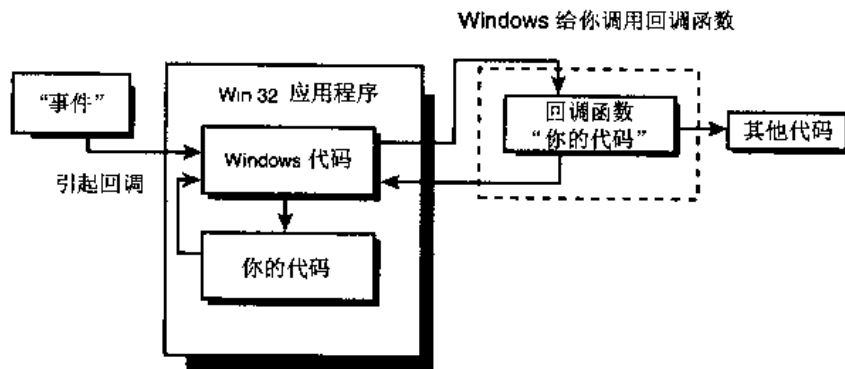 Windows 给你调用回调函数
“事件”
Win 32 应用程序
回调函数
“你的代码”
其他代码
Windows 代码
引起回调
你的代码